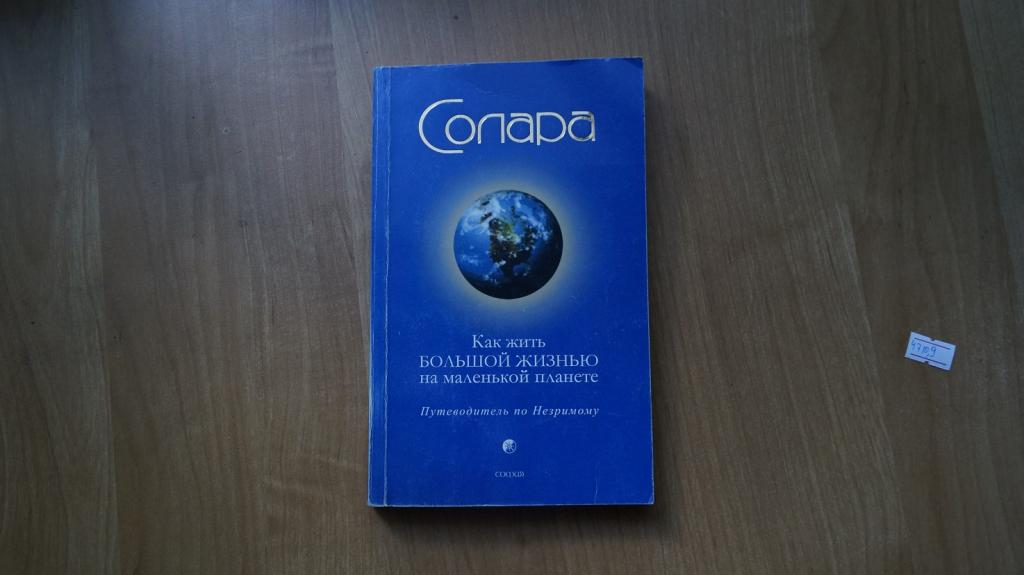 Солара
Как жить
БОЛЬШОЙ ЖИЗНЬЮ
на маленькой планете
Путеводитель по Незримому
СОФИЯ